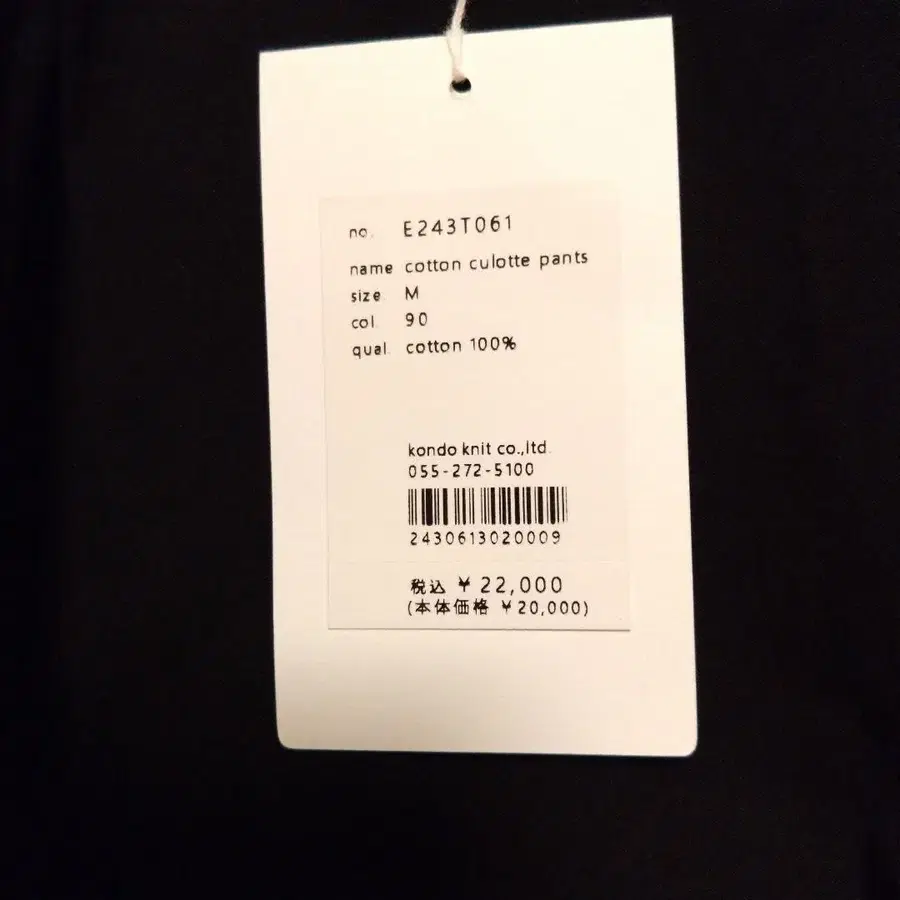 no. E243T061
name cotton culotte pants
size M
col. 90
qual. cotton 100%
kondo knit co.,ltd.
055-272-5100
2430613020009
税込 ¥22,000
(本体価格 ¥20,000)